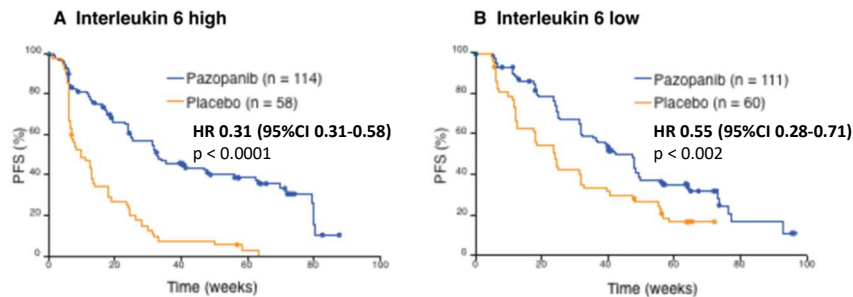 A Interleukin 6 high
100
80
60
40
20
0
PFS (%)
Pazopanib (n = 114)
Placebo (n = 58)
HR 0.31 (95%CI 0.31-0.58)
p < 0.0001
0
20
40
60
80
100
Time (weeks)
B Interleukin 6 low
100
80
60
40
20
0
PFS (%)
Pazopanib (n = 111)
Placebo (n = 60)
HR 0.55 (95%CI 0.28-0.71)
p < 0.002
0
20
40
60
80
100
Time (weeks)